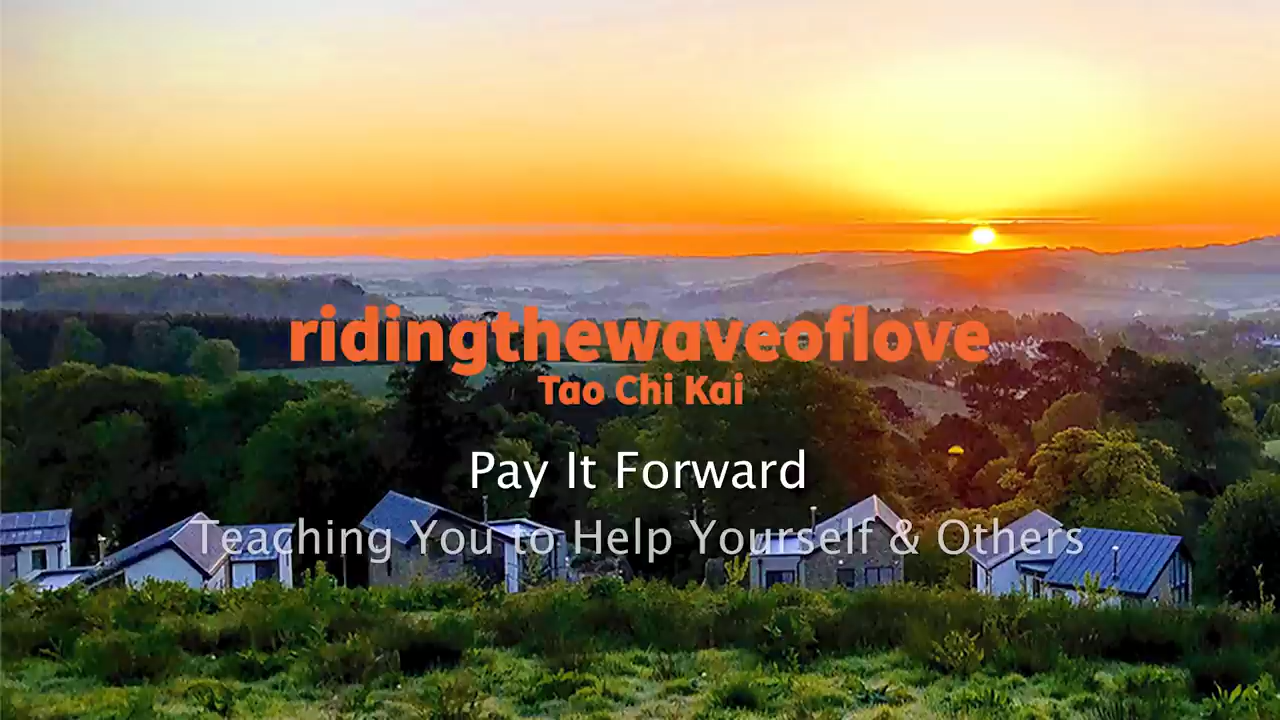 ridingthewaveoflove
Tao Chi Kai
Pay It Forward
Teaching You to Help Yourself & Others